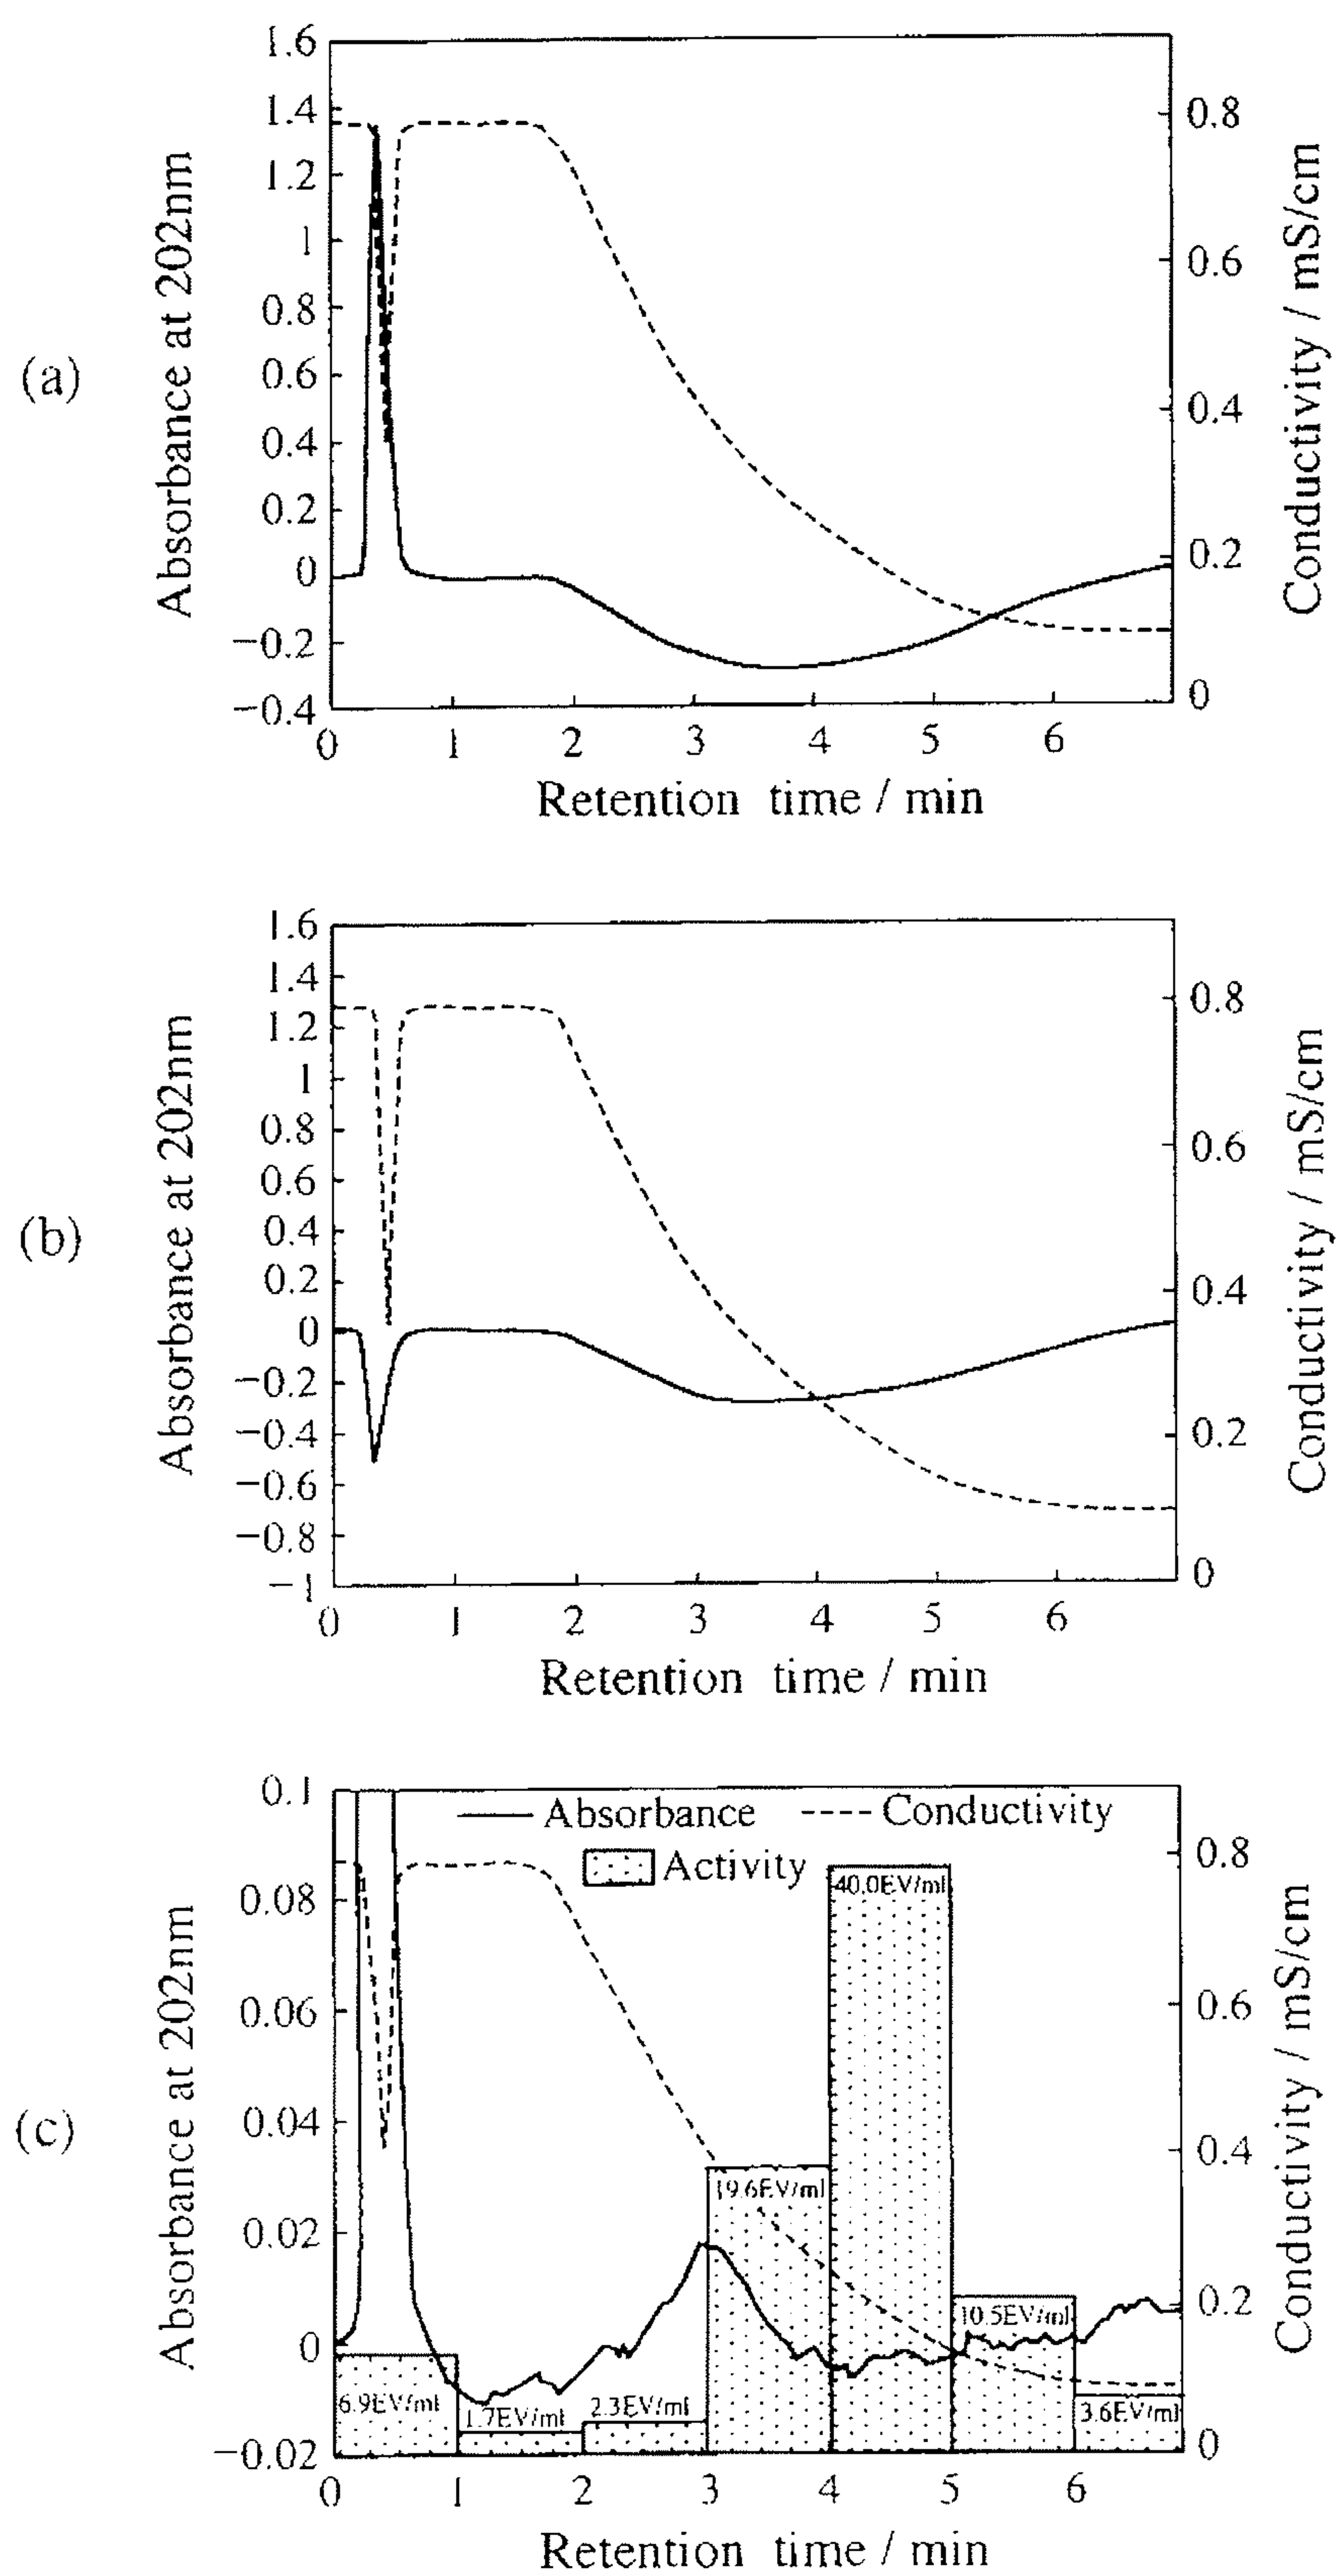 (a)
Absorbance at 202nm
1.6
1.4
1.2
1
0.8
0.6
0.4
0.2
0
−0.2
−0.4
0.8
0.6
0.4
0.2
0
Conductivity / mS/cm
0 1 2 3 4 5 6
Retention time / min
(b)
Absorbance at 202nm
1.6
1.4
1.2
1
0.8
0.6
0.4
0.2
0
−0.2
−0.4
−0.6
−0.8
−1
0.8
0.6
0.4
0.2
0
Conductivity / mS/cm
0 1 2 3 4 5 6
Retention time / min
(c)
Absorbance at 202nm
0.1
0.08
0.06
0.04
0.02
0
−0.02
Absorbance Conductivity
Activity
6.9EV/ml
1.7EV/ml
2.3EV/ml
19.6EV/ml
40.0EV/ml
10.5EV/ml
3.6EV/ml
0.8
0.6
0.4
0.2
0
Conductivity / mS/cm
0 1 2 3 4 5 6
Retention time / min